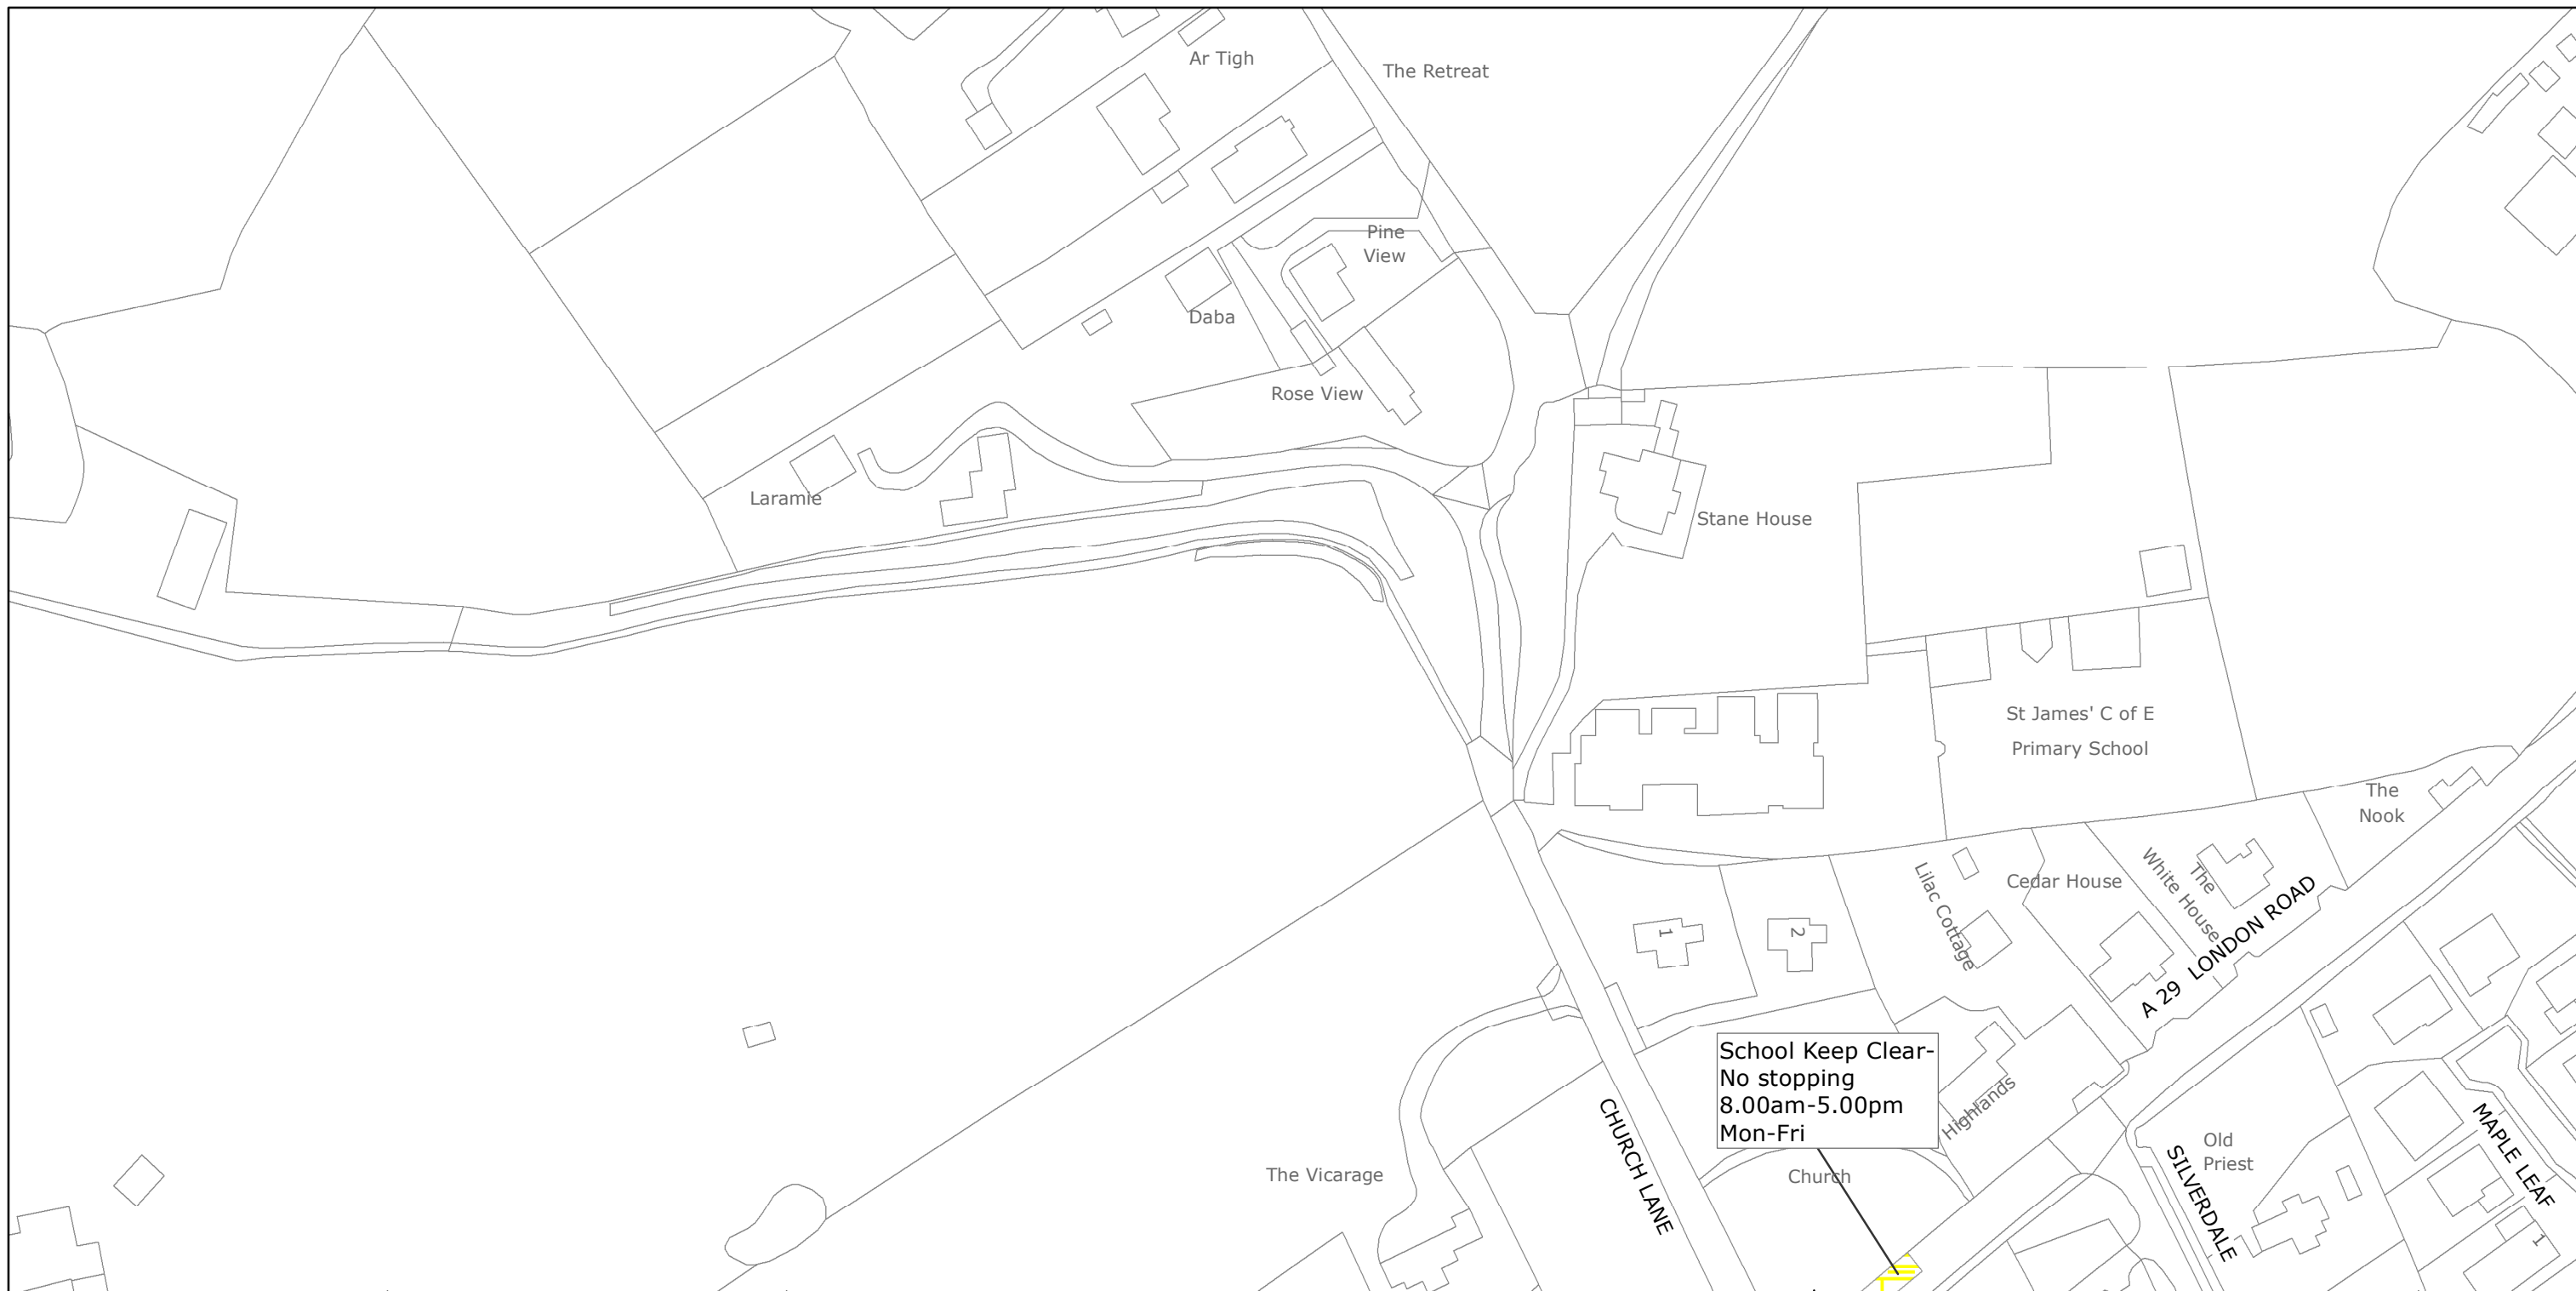 Ar Tigh
The Retreat
Pine
View
Daba
Rose View
Laramie
Stane House
St James' C of E
Primary School
The
Nook
Lilac Cottage
Cedar House
The
White House
A 29 LONDON ROAD
1
2
School Keep Clear-
No stopping
8.00am-5.00pm
Mon-Fri
Highlands
Church
The Vicarage
CHURCH LANE
Old
Priest
SILVERDALE
MAPLE LEAF
1